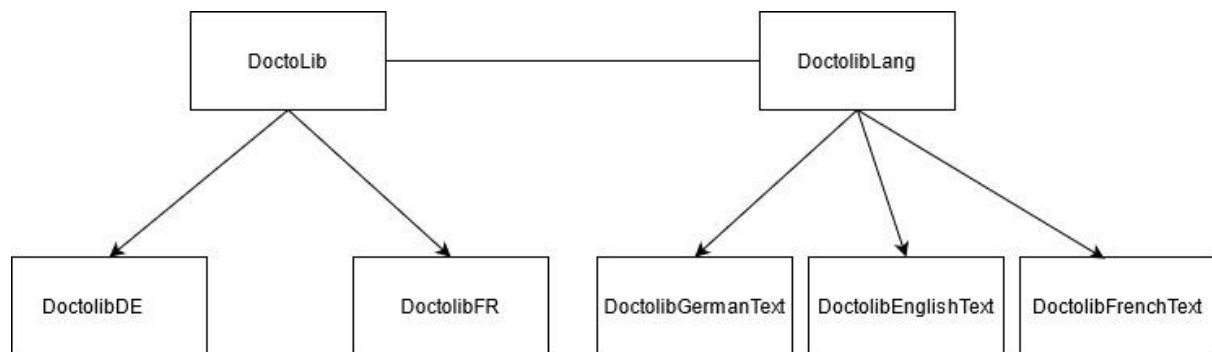 DoctoLib
DoctolibLang
DoctolibDE
DoctolibFR
DoctolibGermanText
DoctolibEnglishText
DoctolibFrenchText